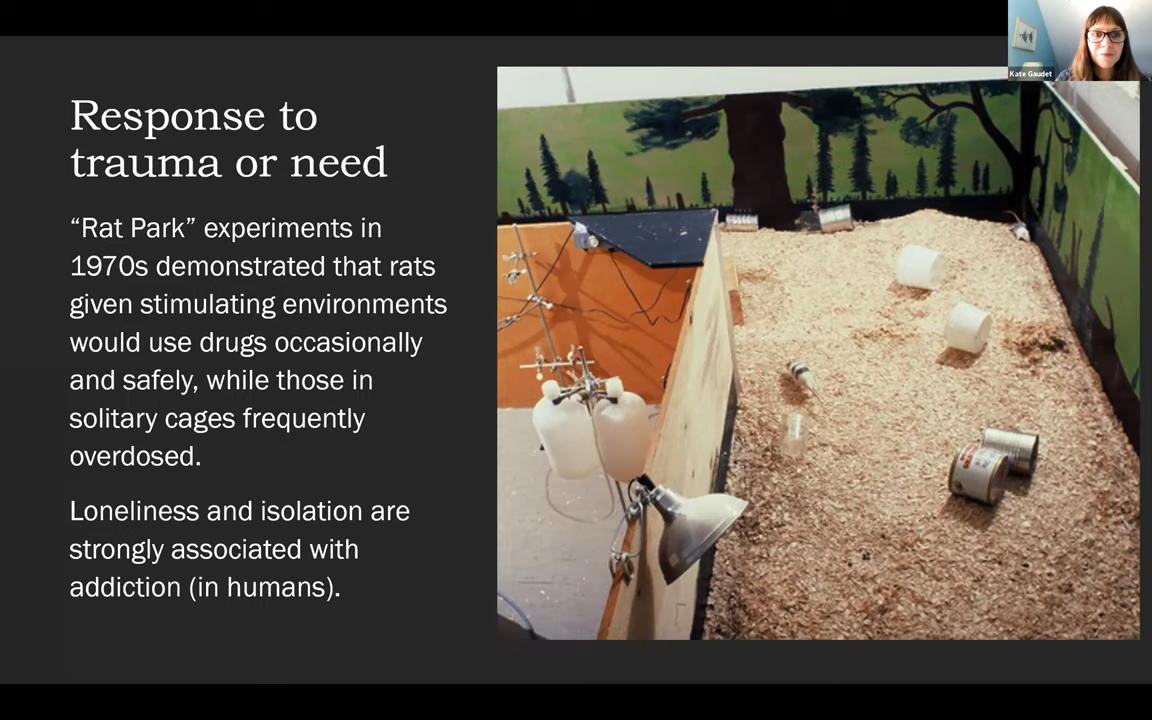 Kate Gaudet
Response to
trauma or need
“Rat Park” experiments in
1970s demonstrated that rats
given stimulating environments
would use drugs occasionally
and safely, while those in
solitary cages frequently
overdosed.
Loneliness and isolation are
strongly associated with
addiction (in humans).